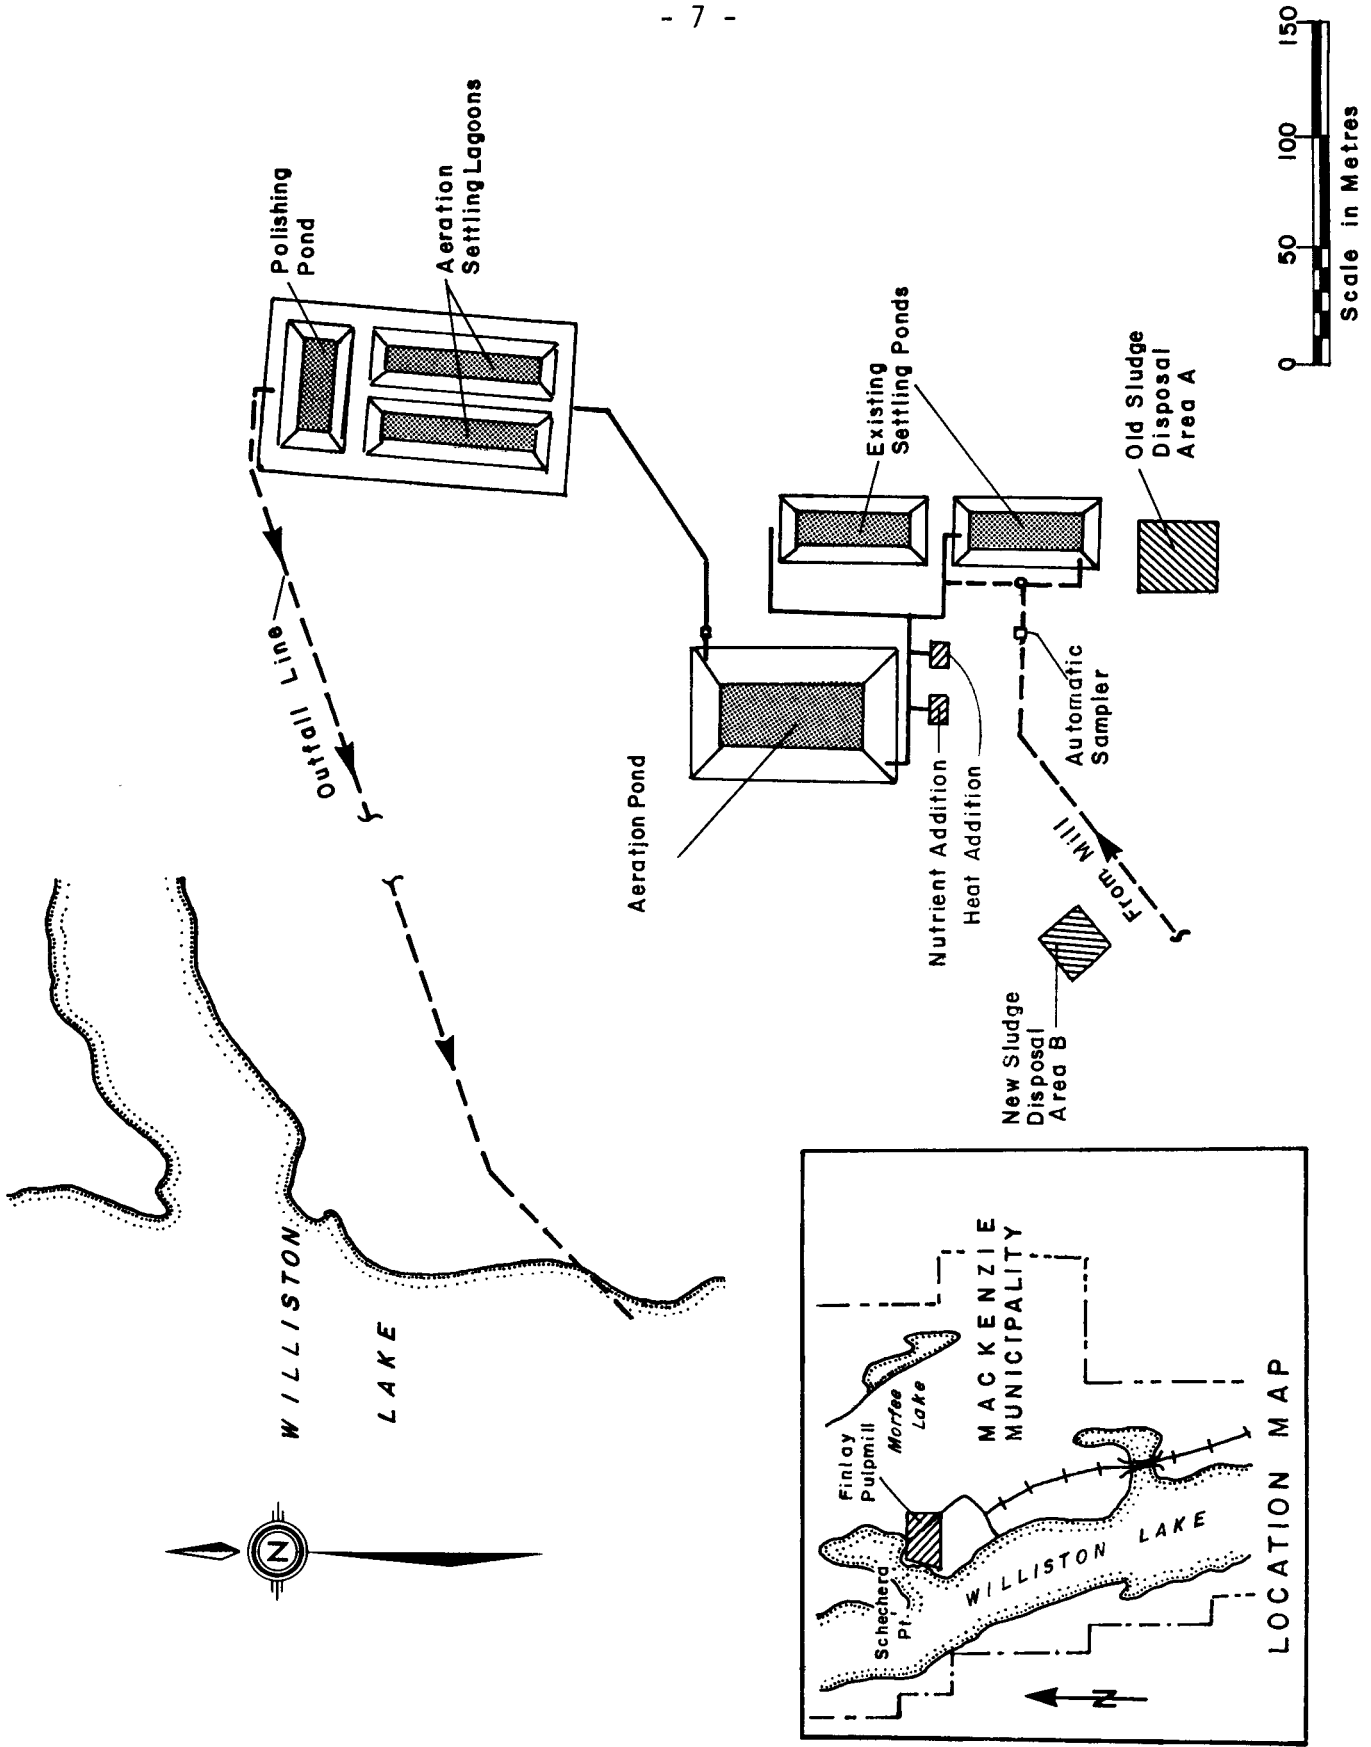 - 7 -
Polishing
Pond
Aeration
Settling Lagoons
Outfall Line
Existing
Settling Ponds
Old Sludge
Disposal
Area A
0 50 100 150
Scale in Metres
Aeration Pond
Nutrient Addition
Heat Addition
Automatic
Sampler
From Mill
New Sludge
Disposal
Area B
WILLISTON
LAKE
N
Finlay
Pulpmill
Morfee
Lake
MACKENZIE
MUNICIPALITY
Schechera
Pt.
WILLISTON LAKE
N
LOCATION MAP